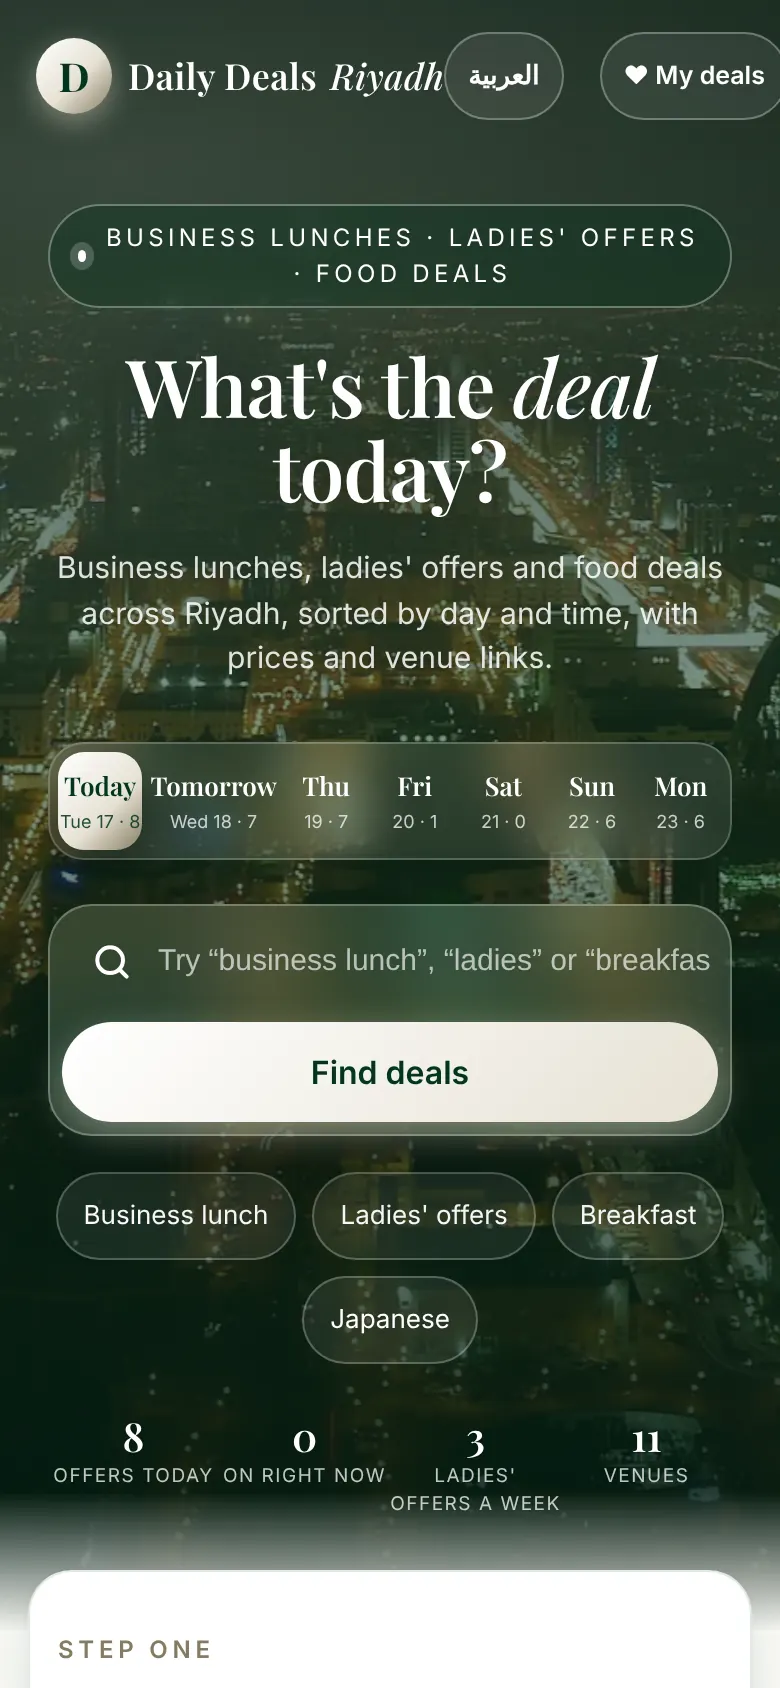 D Daily Deals Riyadh العربية ♥ My deals
BUSINESS LUNCHES · LADIES' OFFERS
· FOOD DEALS
What's the deal
today?
Business lunches, ladies' offers and food deals
across Riyadh, sorted by day and time, with
prices and venue links.
Today Tomorrow Thu Fri Sat Sun Mon
Tue 17 · 8 Wed 18 · 7 19 · 7 20 · 1 21 · 0 22 · 6 23 · 6
Try “business lunch”, “ladies” or “breakfas
Find deals
Business lunch Ladies' offers Breakfast
Japanese
8 0 3 11
OFFERS TODAY ON RIGHT NOW LADIES' VENUES
OFFERS A WEEK
STEP ONE